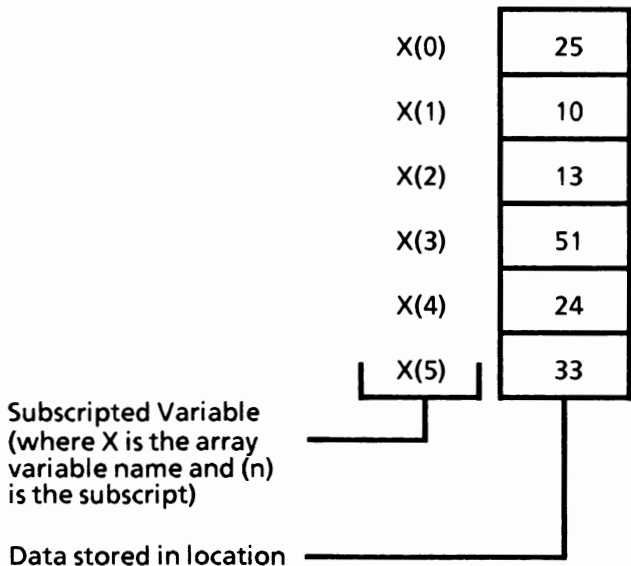 X(0) 25
X(1) 10
X(2) 13
X(3) 51
X(4) 24
X(5) 33
Subscripted Variable
(where X is the array
variable name and (n)
is the subscript)
Data stored in location